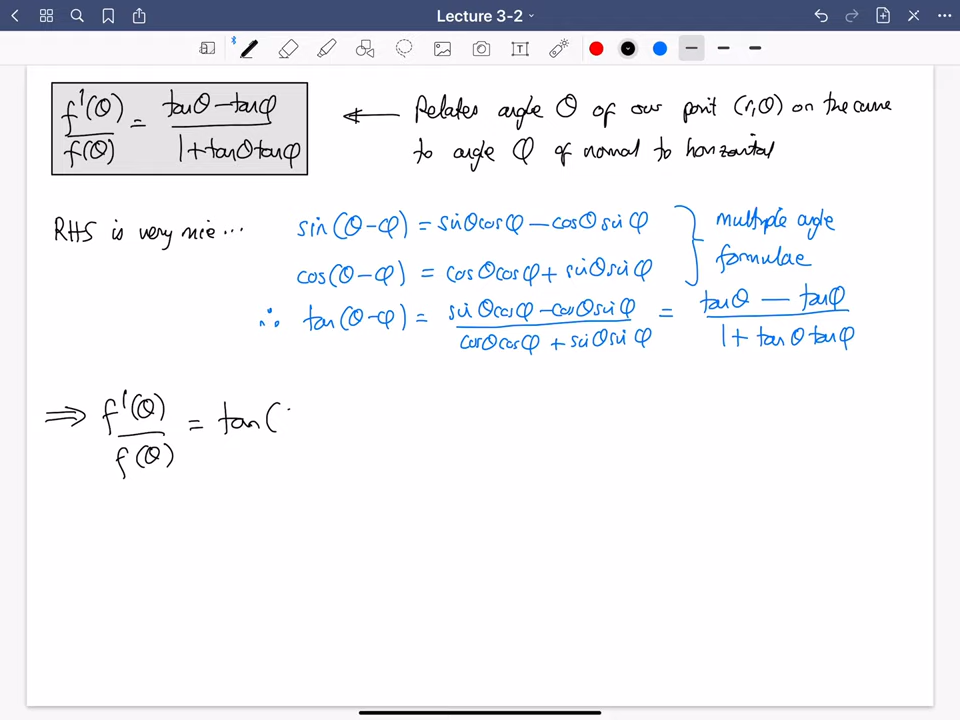 Lecture 3-2
f'(θ)/f(θ) = (tanθ − tanφ)/(1 + tanθ tanφ) ← Relates angle θ of our point (r,θ) on the curve
to angle φ of normal to horizontal
RHS is very nice... sin(θ−φ) = sinθcosφ − cosθ sinφ } multiple angle
cos(θ−φ) = cosθcosφ + sinθsinφ formulae
∴ tan(θ−φ) = (sinθcosφ − cosθsinφ)/(cosθcosφ + sinθsinφ) = (tanθ − tanφ)/(1 + tanθ tanφ)
⇒ f'(θ)/f(θ) = tan(